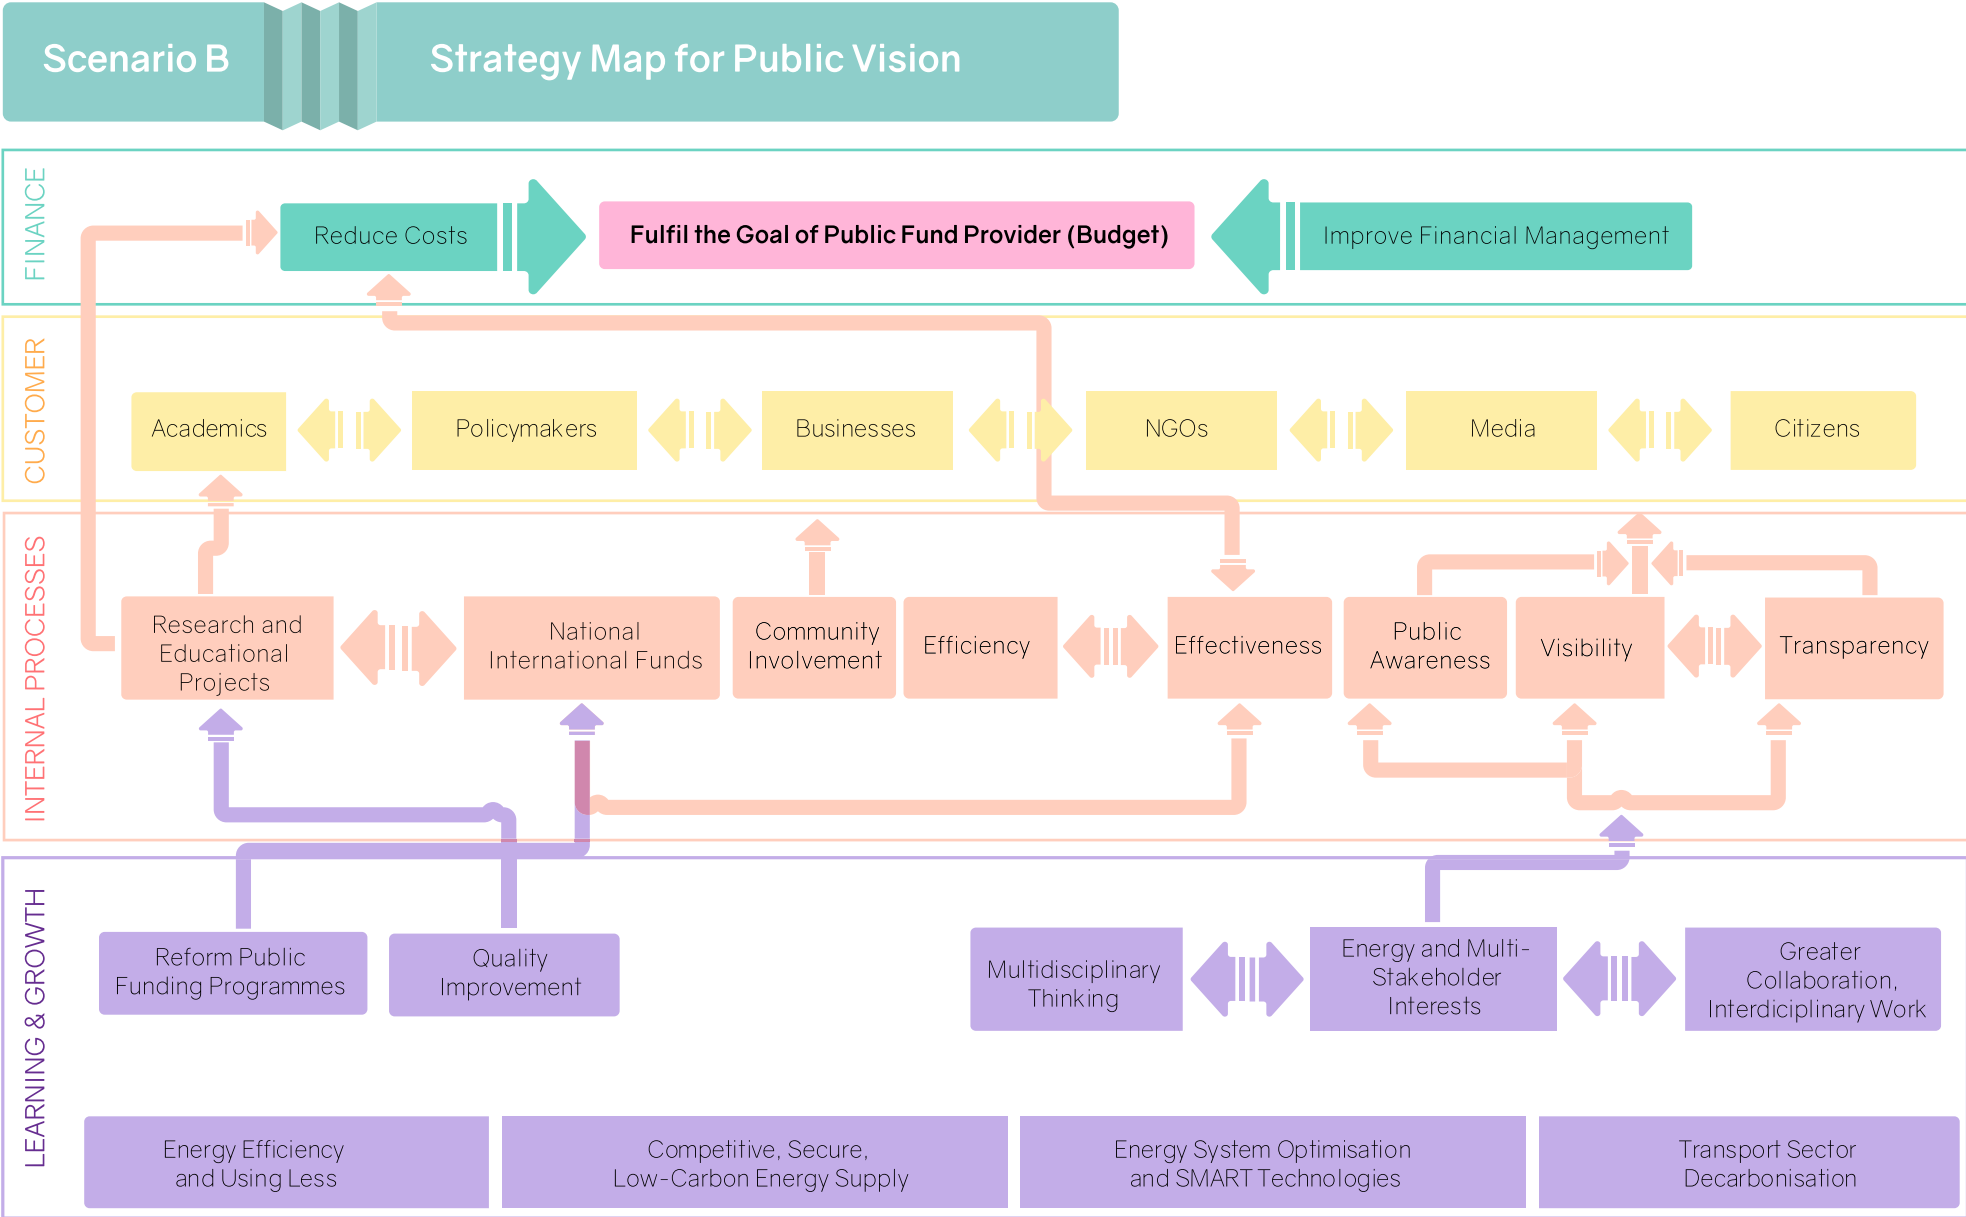 Scenario B
Strategy Map for Public Vision
FINANCE
Reduce Costs
Fulfil the Goal of Public Fund Provider (Budget)
Improve Financial Management
CUSTOMER
Academics
Policymakers
Businesses
NGOs
Media
Citizens
INTERNAL PROCESSES
Research and
Educational
Projects
National
International Funds
Community
Involvement
Efficiency
Effectiveness
Public
Awareness
Visibility
Transparency
LEARNING & GROWTH
Reform Public
Funding Programmes
Quality
Improvement
Multidisciplinary
Thinking
Energy and Multi-
Stakeholder
Interests
Greater
Collaboration,
Interdiciplinary Work
Energy Efficiency
and Using Less
Competitive, Secure,
Low-Carbon Energy Supply
Energy System Optimisation
and SMART Technologies
Transport Sector
Decarbonisation